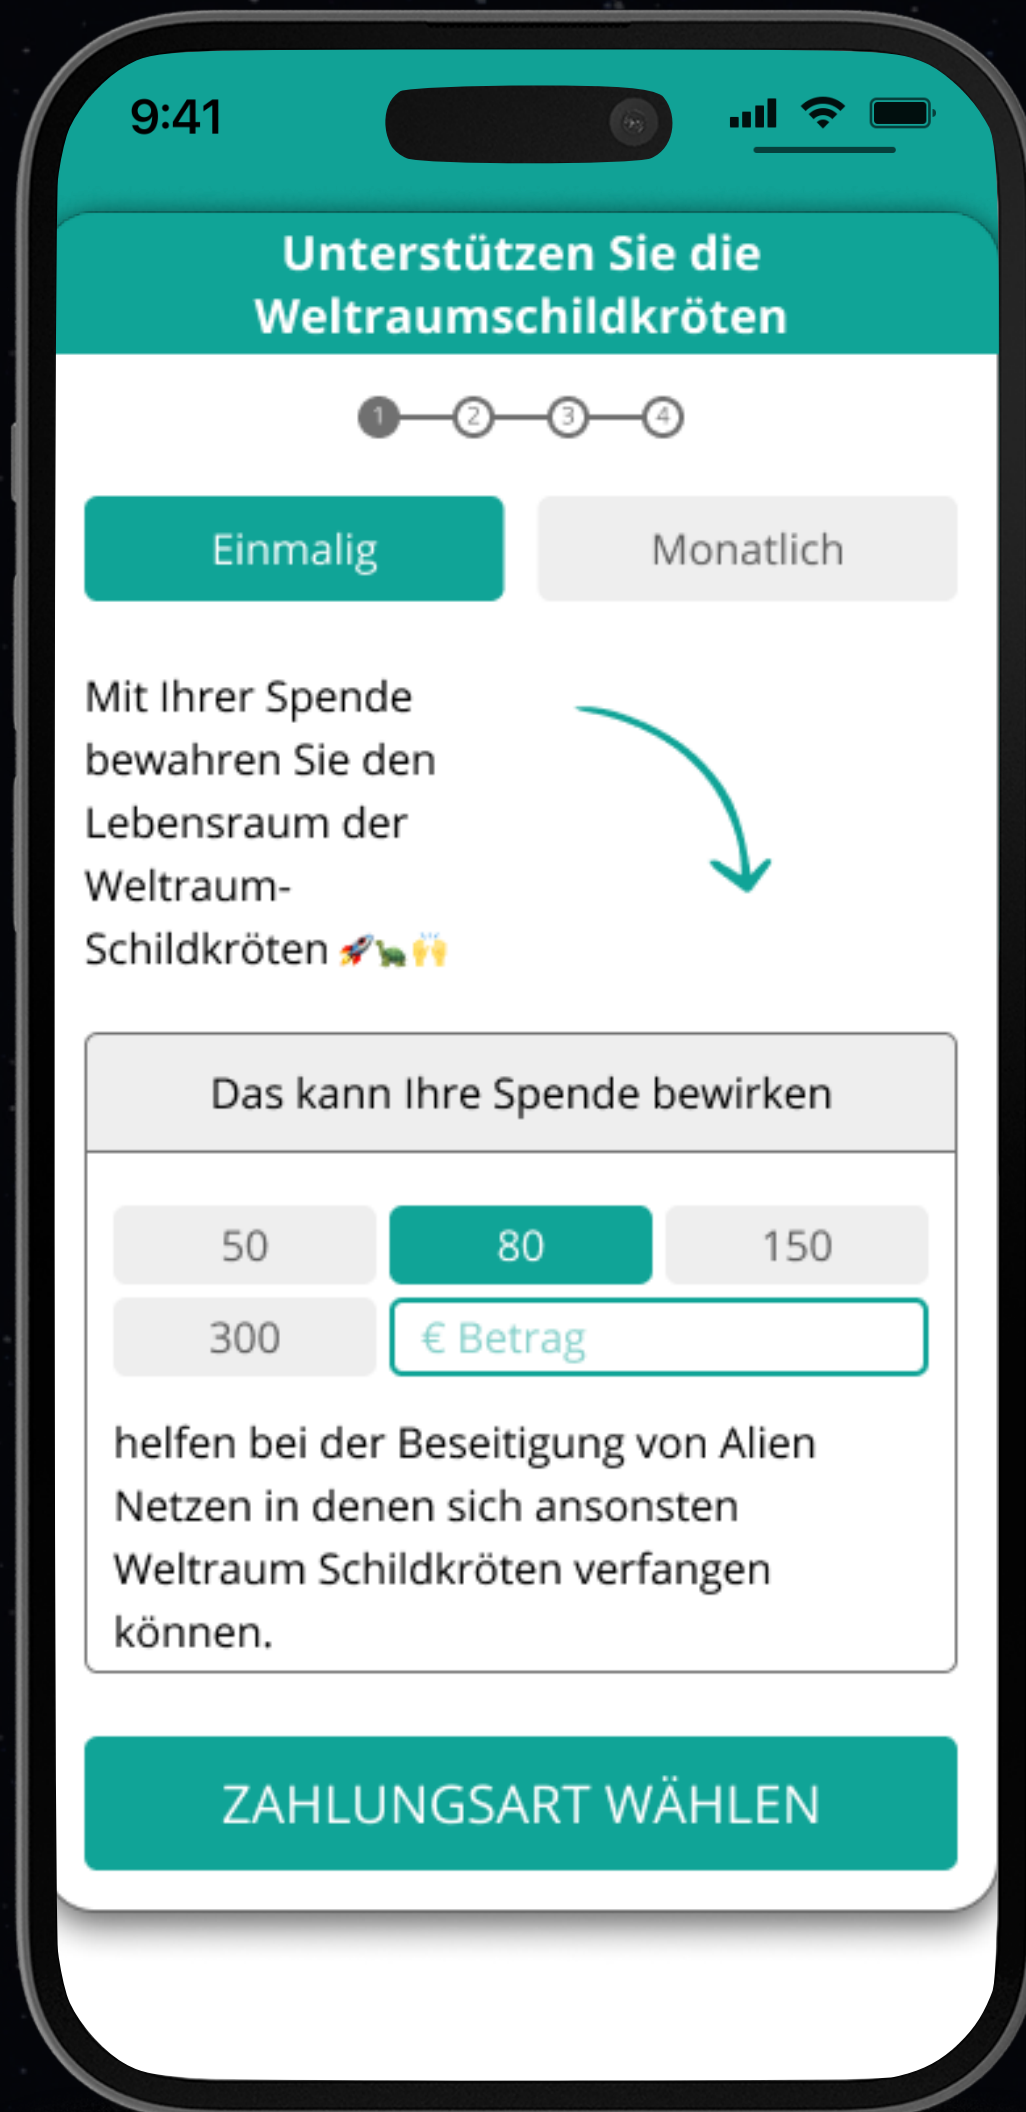 9:41
Unterstützen Sie die
Weltraumschildkröten
1 2 3 4
Einmalig Monatlich
Mit Ihrer Spende
bewahren Sie den
Lebensraum der
Weltraum-
Schildkröten 🚀🐢🙌
Das kann Ihre Spende bewirken
50 80 150
300 € Betrag
helfen bei der Beseitigung von Alien
Netzen in denen sich ansonsten
Weltraum Schildkröten verfangen
können.
ZAHLUNGSART WÄHLEN